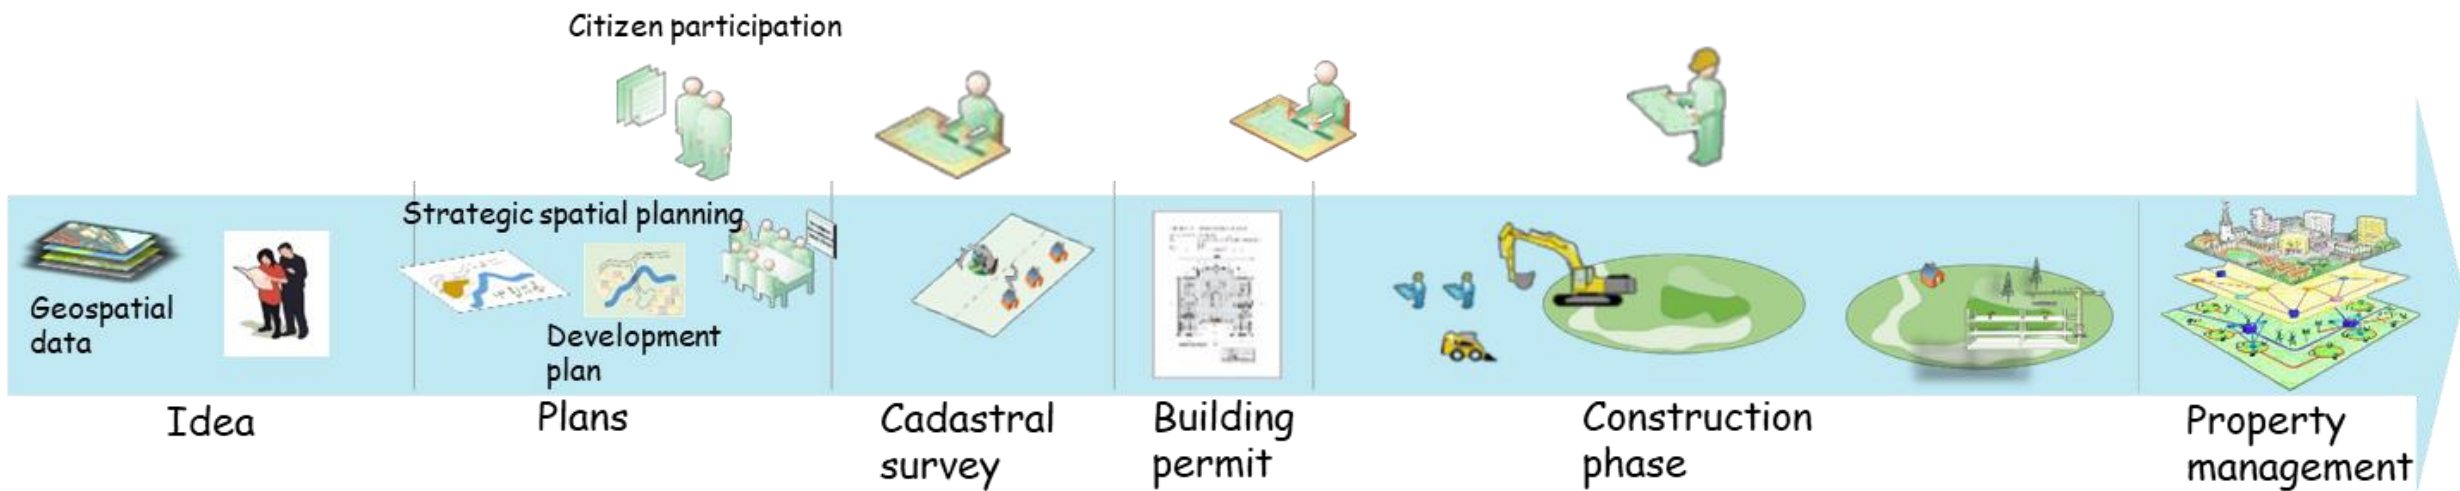 Citizen participation
Strategic spatial planning
Geospatial
data
Development
plan
Idea
Plans
Cadastral
survey
Building
permit
Construction
phase
Property
management